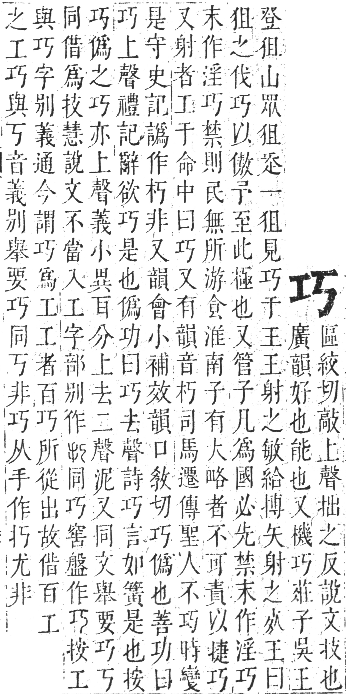 巧
區絞切敲上聲拙之反說文技也
廣韻好也能也又機巧莊子吳王
登狙山眾狙一狙見巧于王王射之敏給搏矢射之王曰
狙之伐巧以傲予至此極也又管子凡爲國必先禁末作淫巧
末作淫巧禁則民無所游食淮南子有大略者不可責以捷巧
又射者工于命中曰巧又有韻音朽司馬遷傳聖人不巧時變
是守史記譌作朽非又韻會小補效韻口敎切巧僞也善功曰
巧上聲禮記辭欲巧是也僞功曰巧去聲詩巧言如簧是也按
巧僞之巧亦上聲義小異百分上去二聲泥又同文舉要巧丂
同借爲技慧說文不當入工字部別作同巧窰盤作按工
與巧字別義通今謂巧爲工工者百巧所從出故借百工
之工巧與丂音義別舉要巧同丂非巧从手作扐尤非